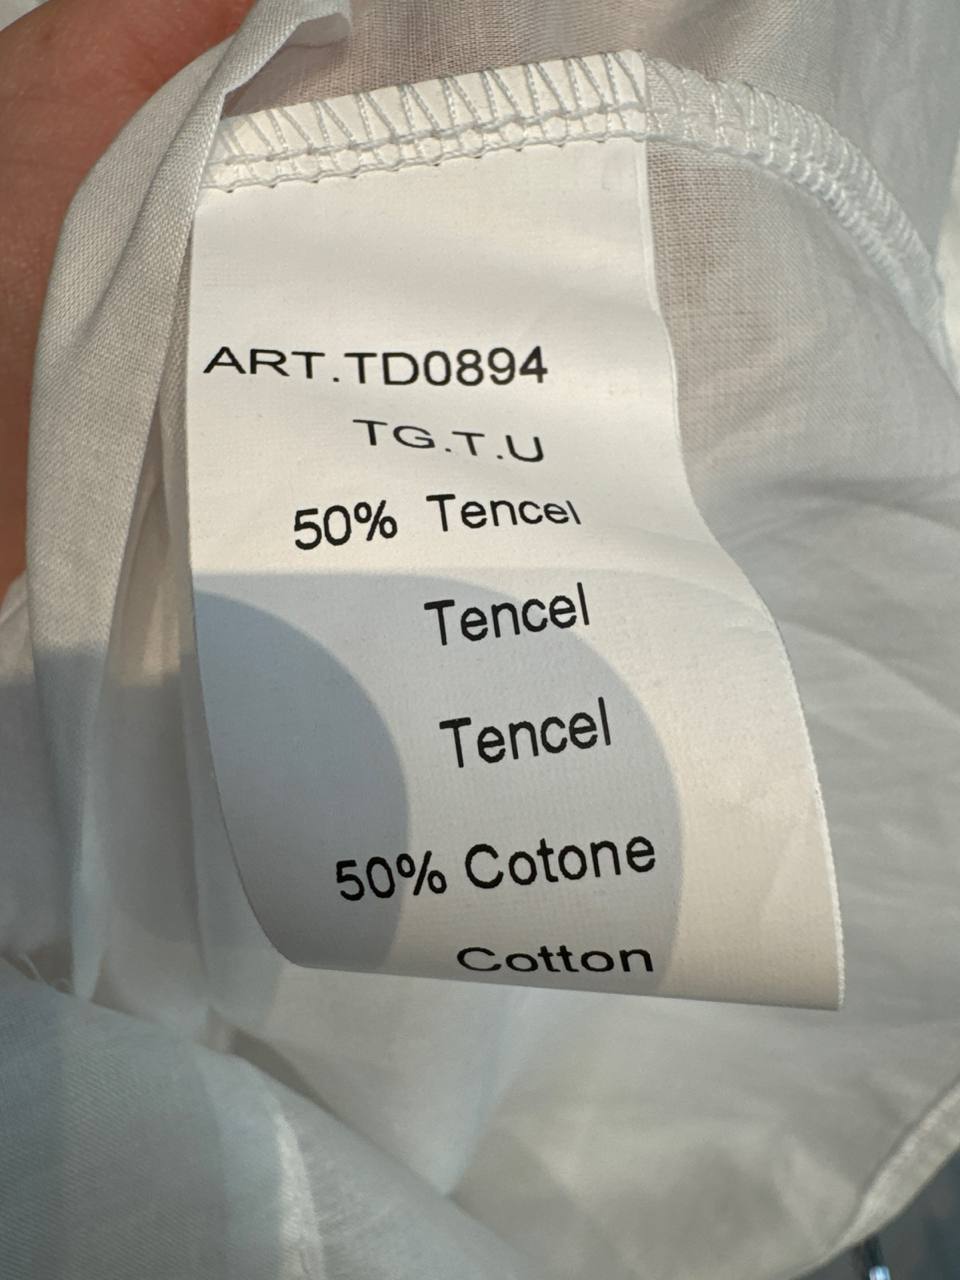 ART.TD0894
TG.T.U
50% Tencel
Tencel
Tencel
50% Cotone
Cotton